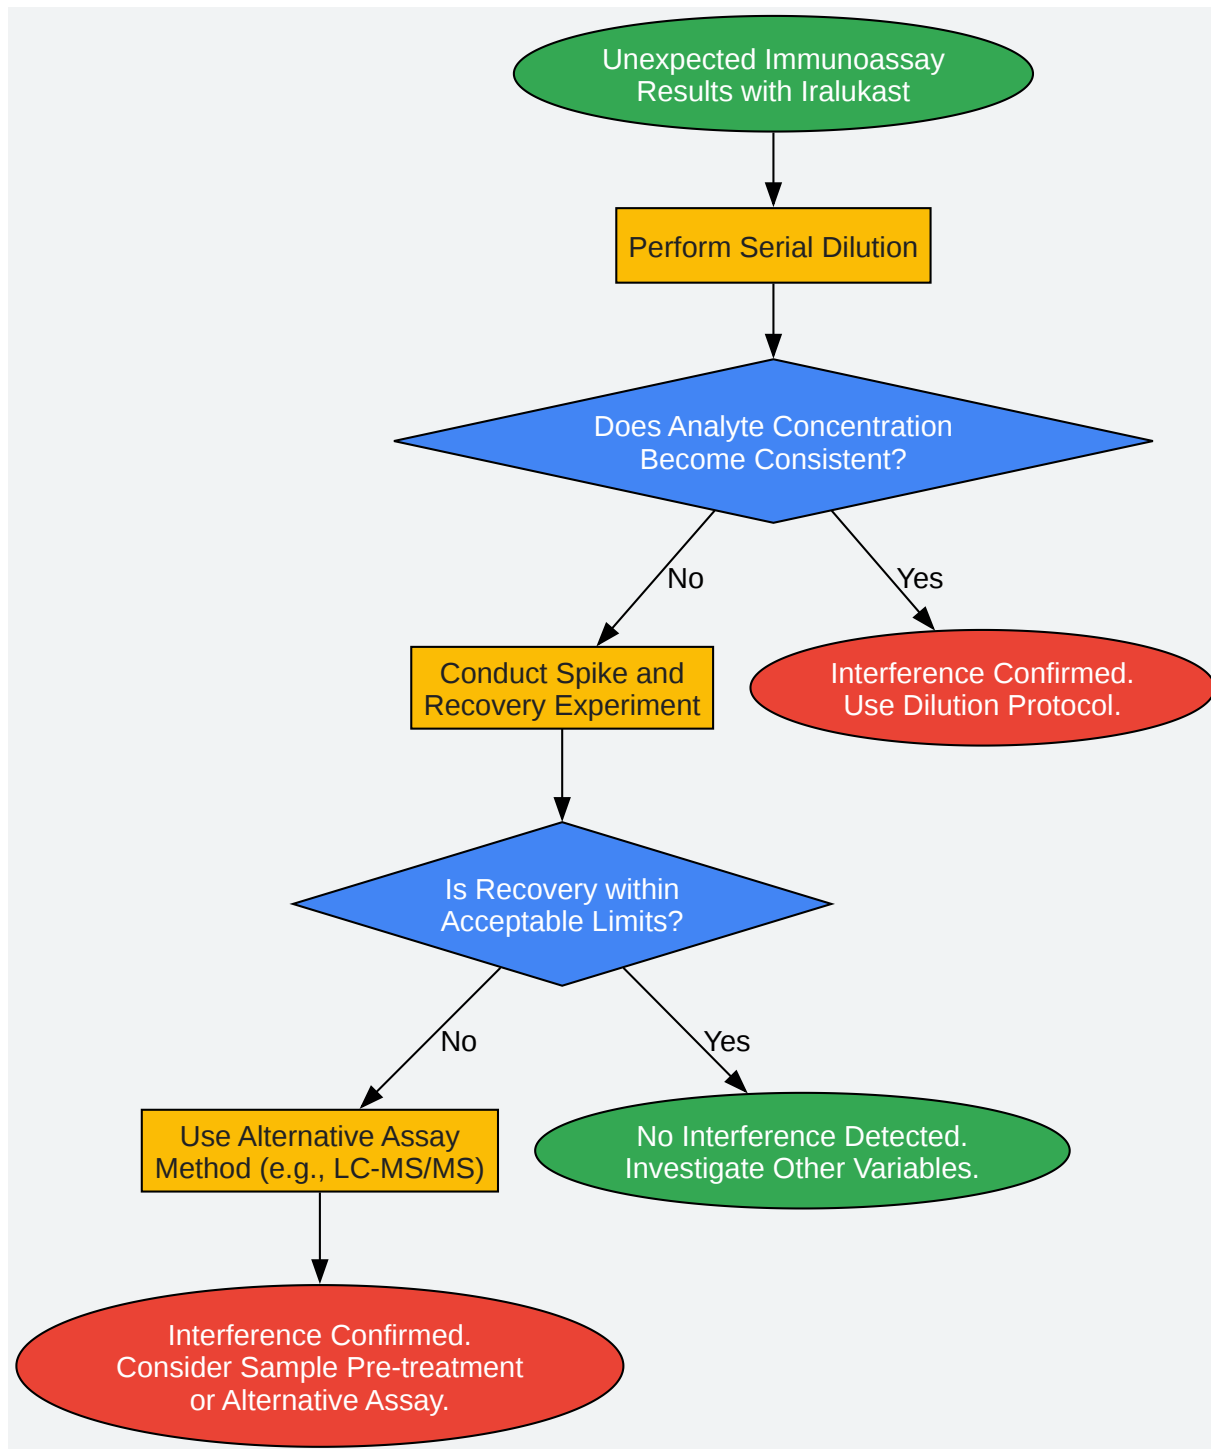 Unexpected Immunoassay
Results with Iralukast
Perform Serial Dilution
Does Analyte Concentration
Become Consistent?
No
Yes
Conduct Spike and
Recovery Experiment
Interference Confirmed.
Use Dilution Protocol.
Is Recovery within
Acceptable Limits?
No
Yes
Use Alternative Assay
Method (e.g., LC-MS/MS)
No Interference Detected.
Investigate Other Variables.
Interference Confirmed.
Consider Sample Pre-treatment
or Alternative Assay.